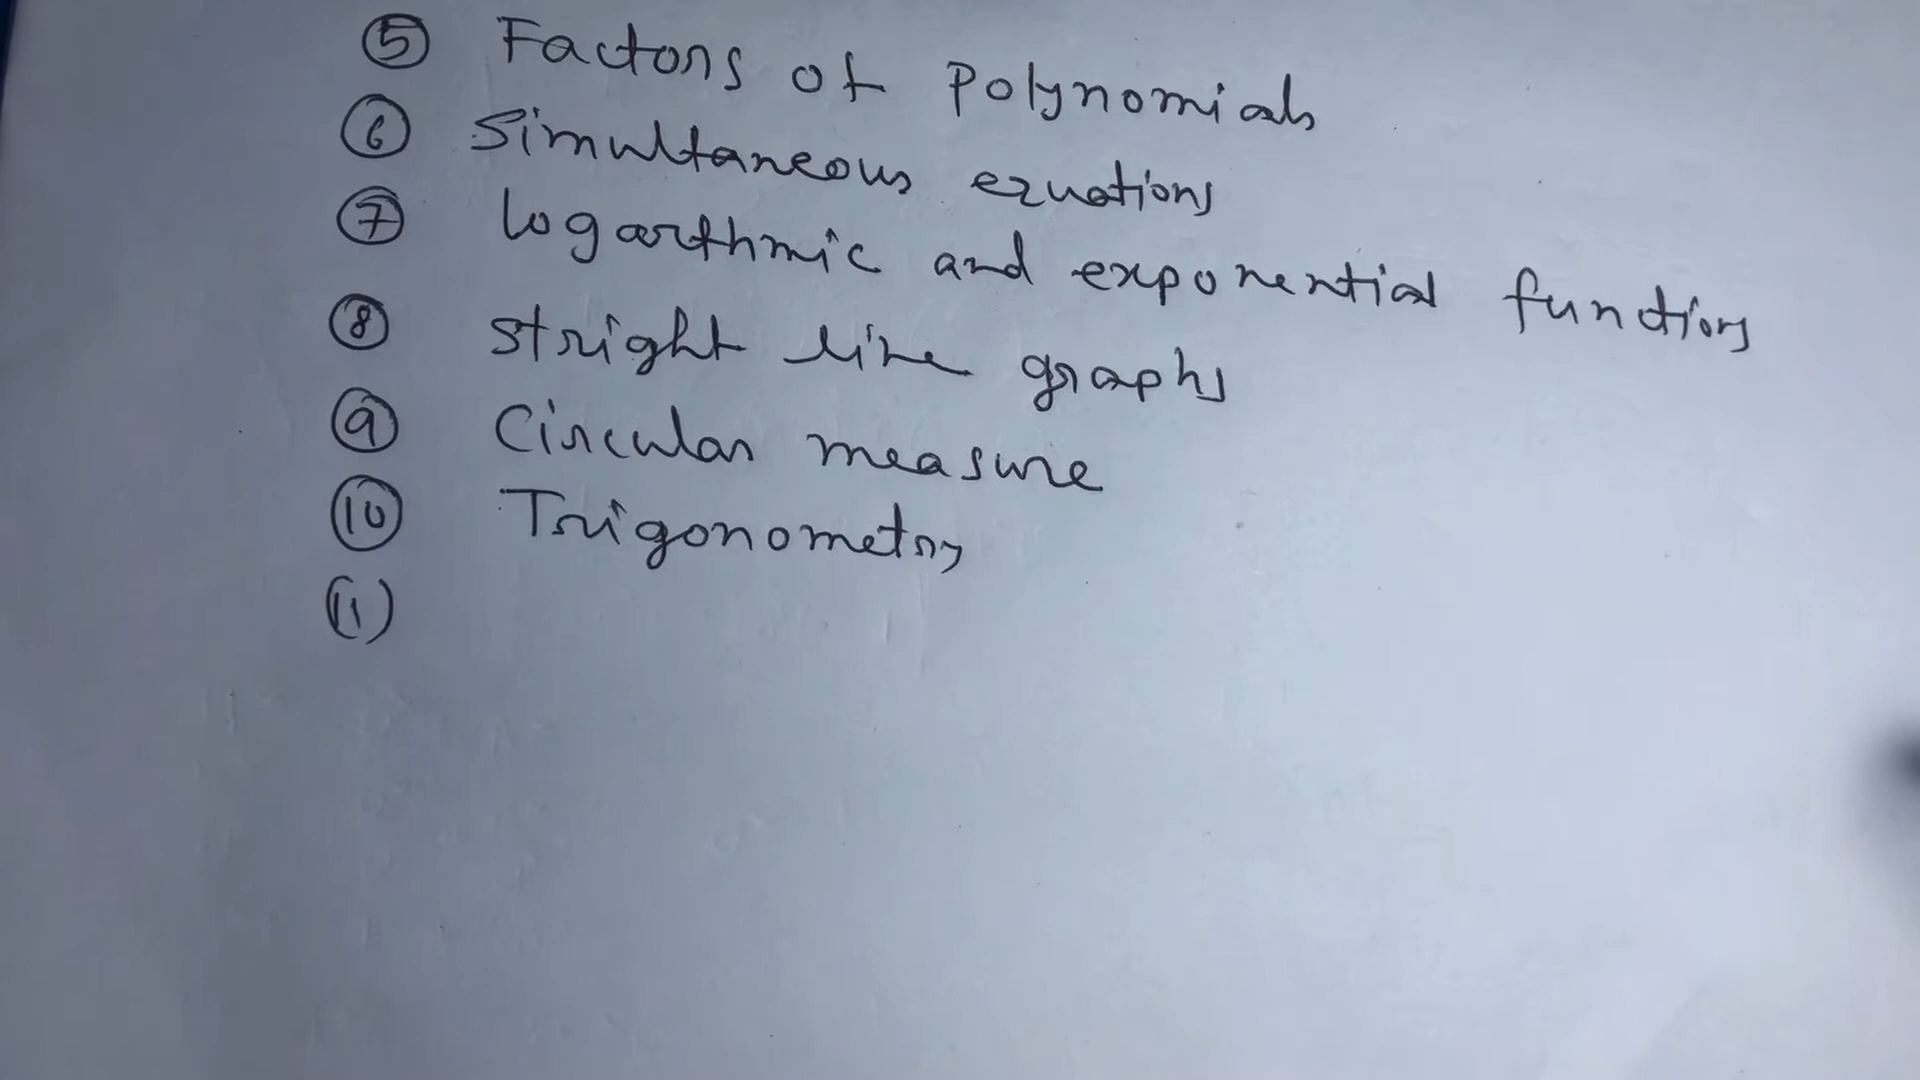 ⑤ Factors of Polynomials
⑥ Simultaneous equations
⑦ logarthmic and exponential functions
⑧ stright line graphs
⑨ Circular measure
⑩ Trigonometry
(11)